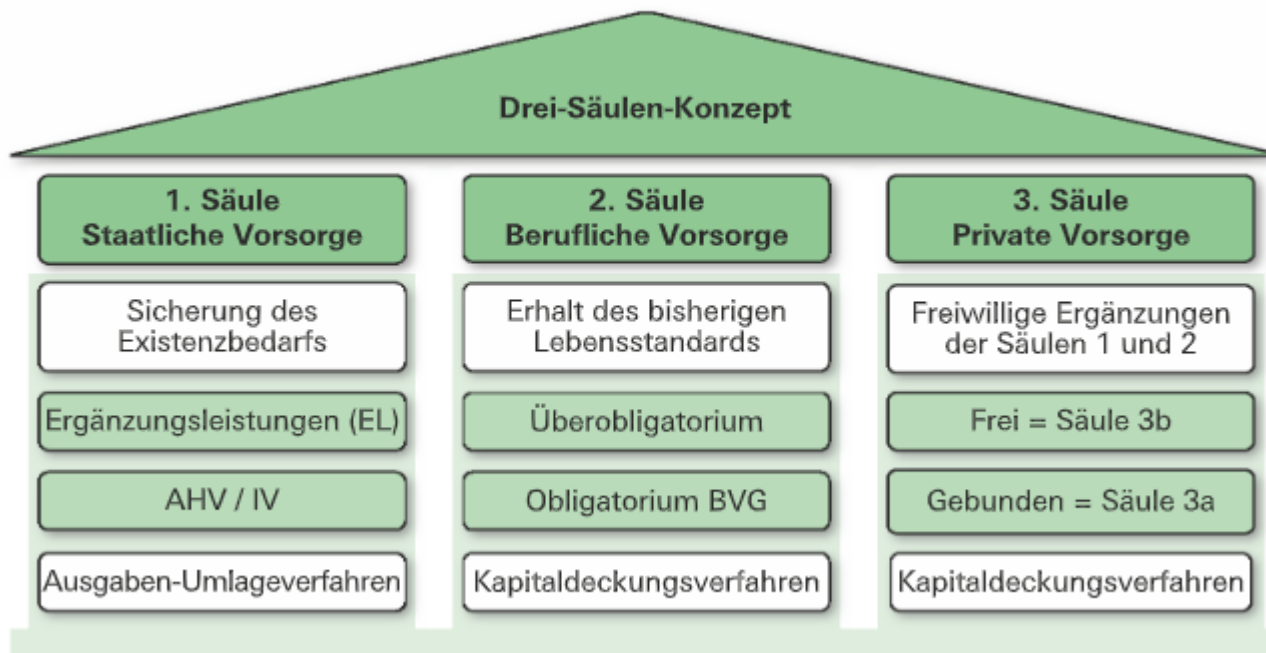 Drei-Säulen-Konzept
1. Säule
Staatliche Vorsorge
Sicherung des
Existenzbedarfs
Ergänzungsleistungen (EL)
AHV / IV
Ausgaben-Umlageverfahren
2. Säule
Berufliche Vorsorge
Erhalt des bisherigen
Lebensstandards
Überobligatorium
Obligatorium BVG
Kapitaldeckungsverfahren
3. Säule
Private Vorsorge
Freiwillige Ergänzungen
der Säulen 1 und 2
Frei = Säule 3b
Gebunden = Säule 3a
Kapitaldeckungsverfahren